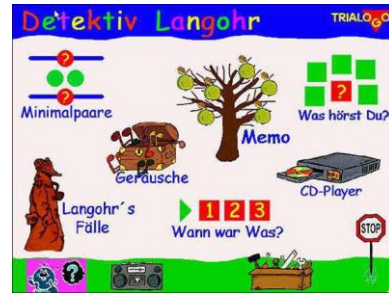 Detektiv Langohr
TRIALOGO
?
?
Minimalpaare
Memo
?
Was hörst Du?
Geräusche
CD-Player
Langohr´s
Fälle
1 2 3
Wann war Was?
STOP
?